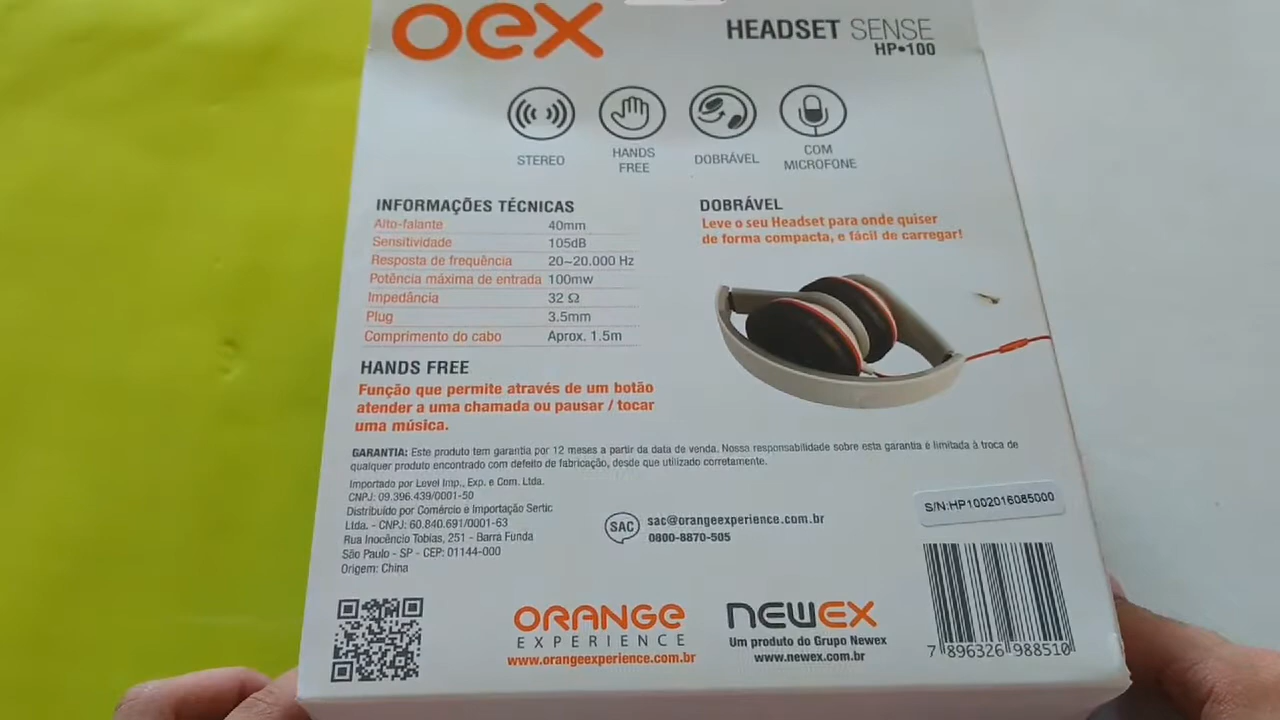 oex
HEADSET SENSE
HP•100
STEREO
HANDS
FREE
DOBRÁVEL
COM
MICROFONE
INFORMAÇÕES TÉCNICAS
Alto-falante 40mm
Sensitividade 105dB
Resposta de frequência 20~20.000 Hz
Potência máxima de entrada 100mw
Impedância 32 Ω
Plug 3.5mm
Comprimento do cabo Aprox. 1.5m
HANDS FREE
Função que permite através de um botão
atender a uma chamada ou pausar / tocar
uma música.
DOBRÁVEL
Leve o seu Headset para onde quiser
de forma compacta, e fácil de carregar!
GARANTIA: Este produto tem garantia por 12 meses a partir da data de venda. Nossa responsabilidade sobre esta garantia é limitada à troca de
qualquer produto encontrado com defeito de fabricação, desde que utilizado corretamente.
Importado por Level Imp., Exp. e Com. Ltda.
CNPJ: 09.396.439/0001-50
Distribuído por Comércio e Importação Sertic
Ltda. - CNPJ: 60.840.691/0001-63
Rua Inocêncio Tobias, 251 - Barra Funda
São Paulo - SP - CEP: 01144-000
Origem: China
SAC
sac@orangeexperience.com.br
0800-8870-505
S/N:HP1002016085000
ORANGE
EXPERIENCE
www.orangeexperience.com.br
NEWEX
Um produto do Grupo Newex
www.newex.com.br
7 896326 988510